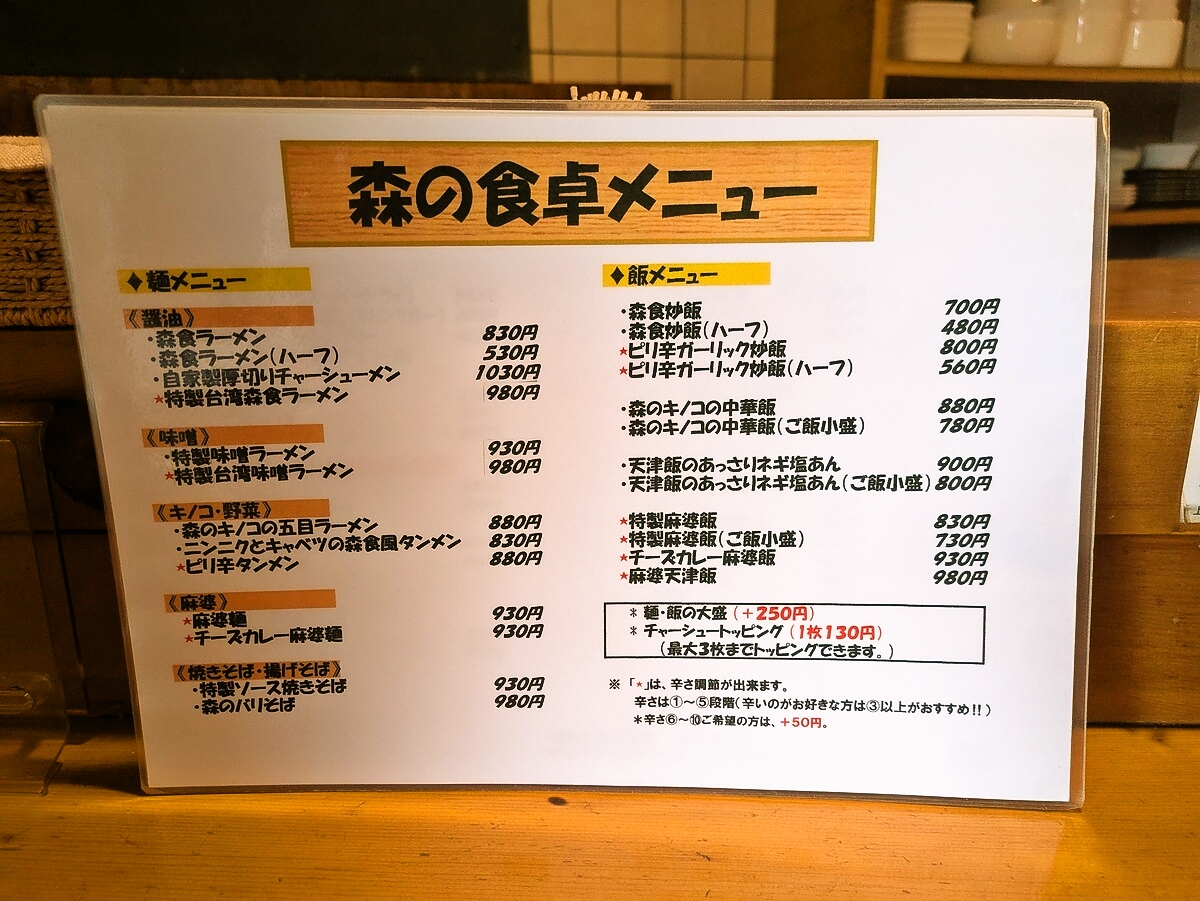 森の食卓メニュー
♦麺メニュー
《醤油》
・森食ラーメン 830円
・森食ラーメン(ハーフ) 530円
・自家製厚切りチャーシューメン 1030円
★特製台湾森食ラーメン 980円
《味噌》
・特製味噌ラーメン 930円
★特製台湾味噌ラーメン 980円
《キノコ・野菜》
・森のキノコの五目ラーメン 880円
・ニンニクとキャベツの森食風タンメン 830円
★ピリ辛タンメン 880円
《麻婆》
★麻婆麺 930円
★チーズカレー麻婆麺 930円
《焼きそば・揚げそば》
・特製ソース焼きそば 930円
・森のバリそば 980円
♦飯メニュー
・森食炒飯 700円
・森食炒飯(ハーフ) 480円
★ピリ辛ガーリック炒飯 800円
★ピリ辛ガーリック炒飯(ハーフ) 560円
・森のキノコの中華飯 880円
・森のキノコの中華飯(ご飯小盛) 780円
・天津飯のあっさりネギ塩あん 900円
・天津飯のあっさりネギ塩あん(ご飯小盛) 800円
★特製麻婆飯 830円
★特製麻婆飯(ご飯小盛) 730円
★チーズカレー麻婆飯 930円
★麻婆天津飯 980円
＊麺・飯の大盛(+250円)
＊チャーシュートッピング(1枚130円)
(最大3枚までトッピングできます。)
※「★」は、辛さ調節が出来ます。
辛さは①～⑤段階(辛いのがお好きな方は③以上がおすすめ!!)
＊辛さ⑥～⑩ご希望の方は、+50円。